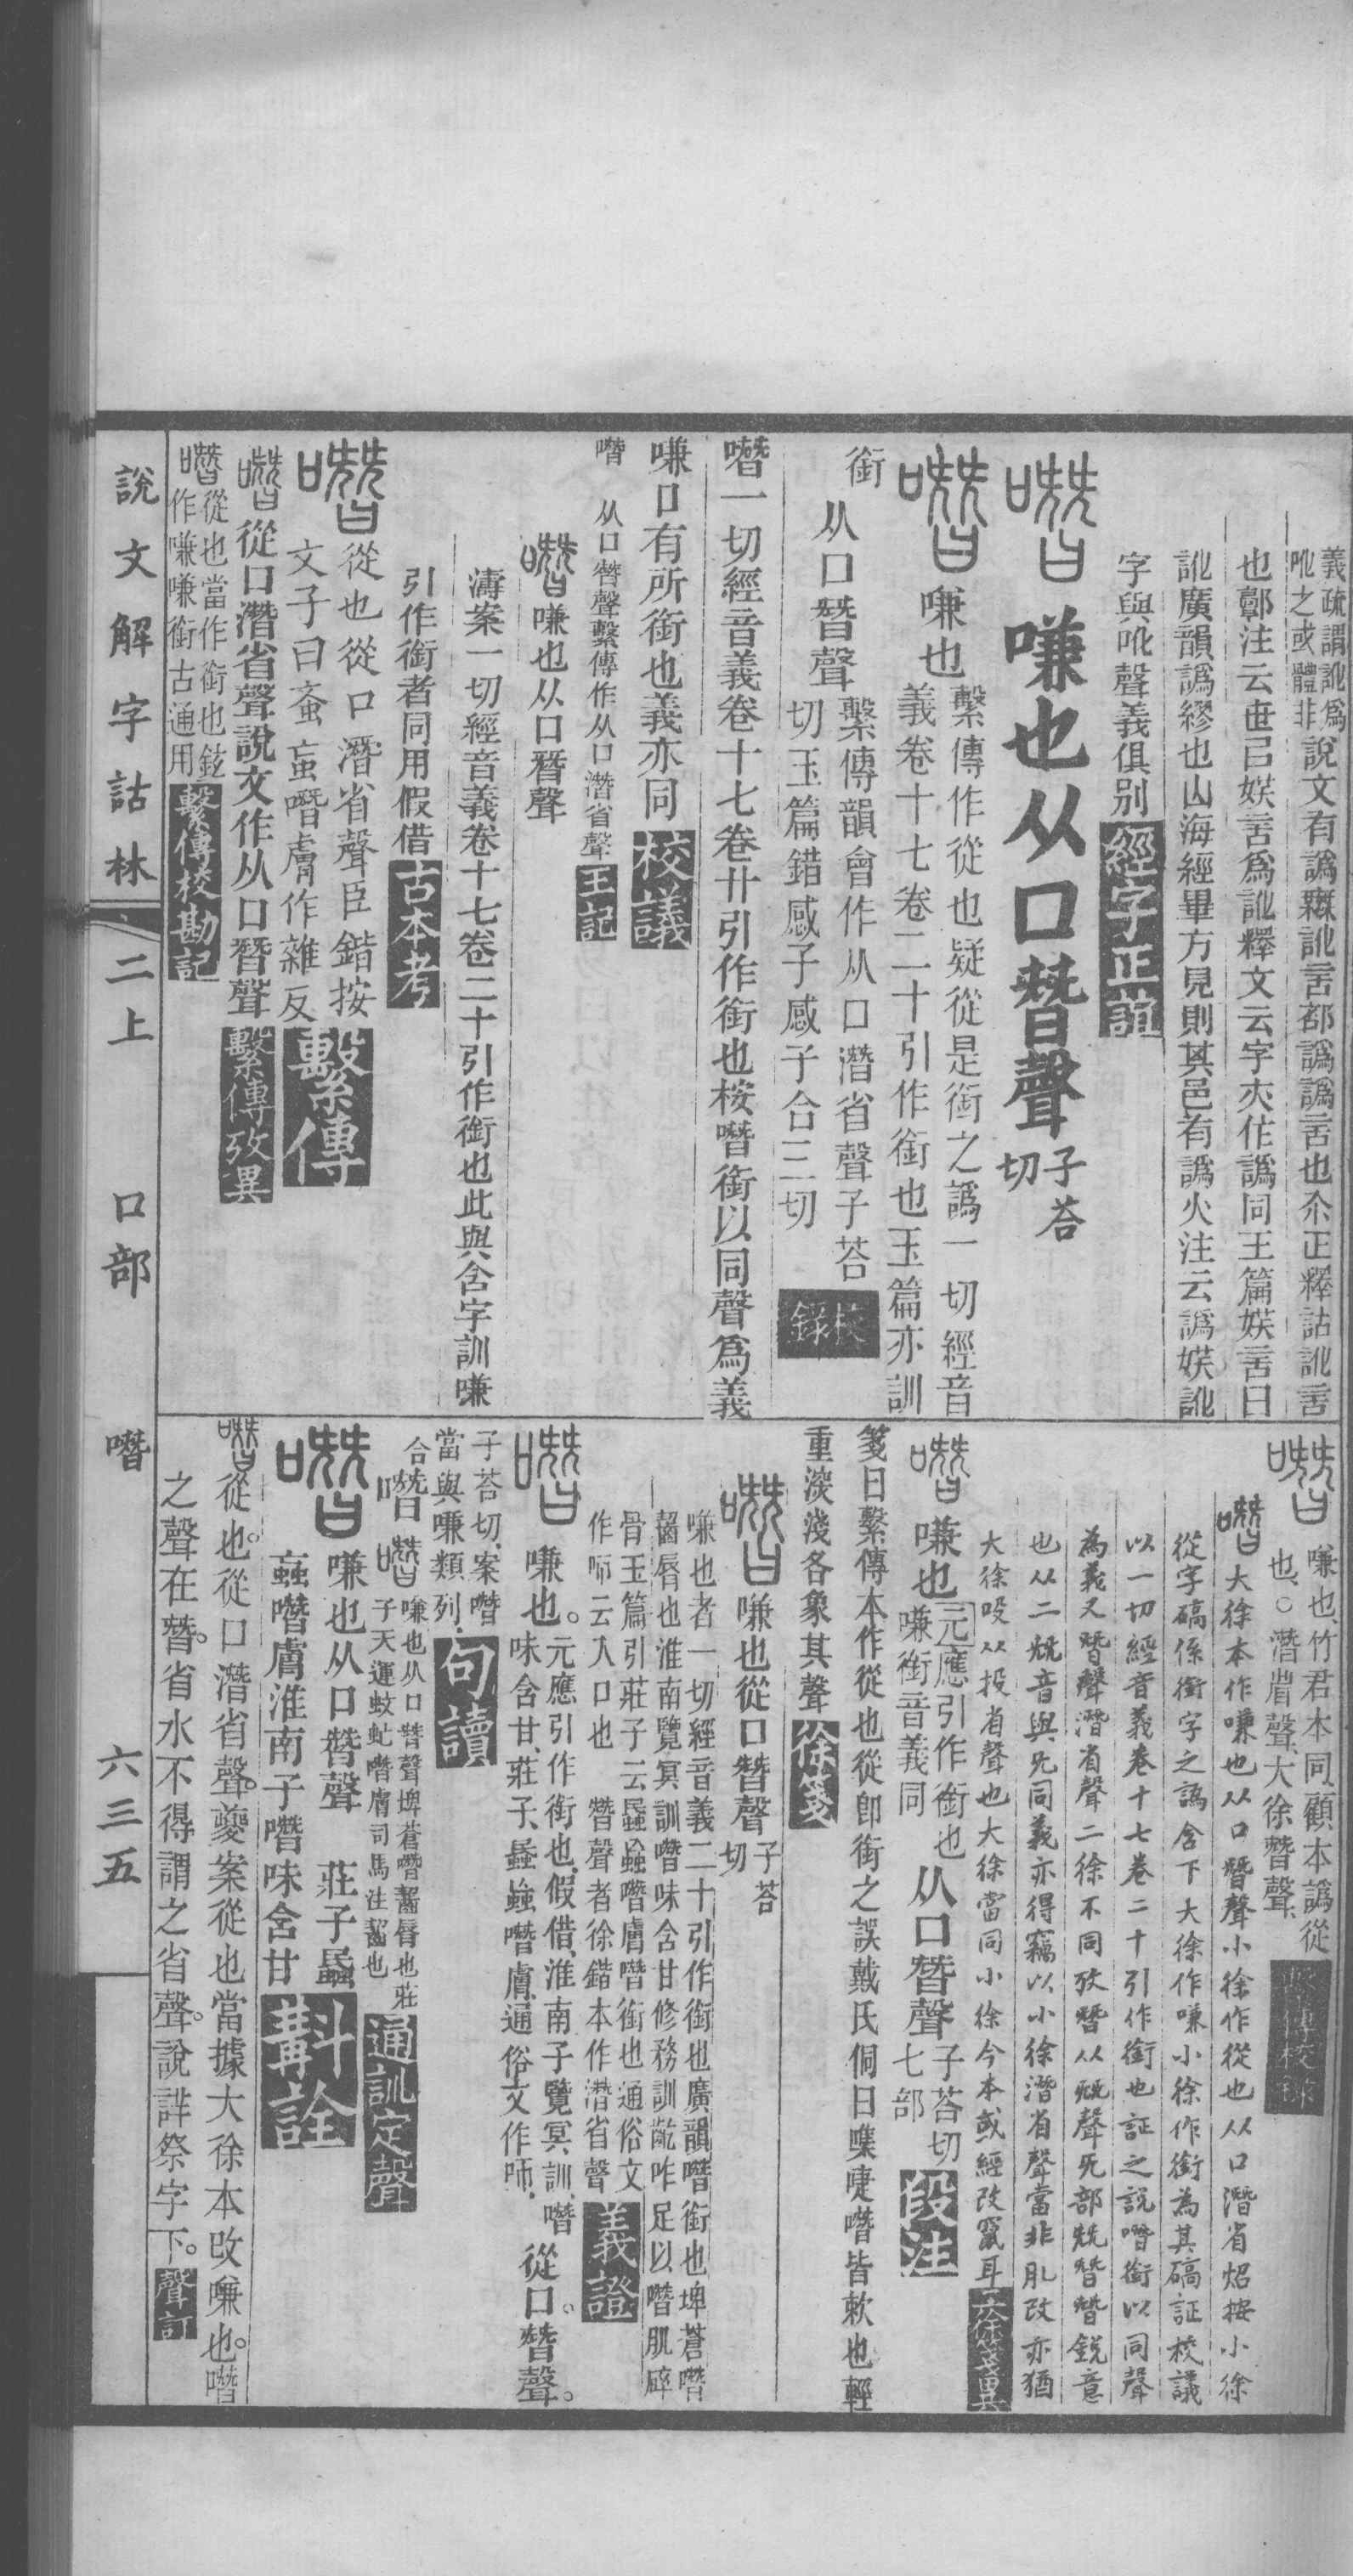 義疏謂訛爲
吪之或體非
說文有譌無訛言部譌譌言也尒正釋詁訛言
也鄣注云世㠯娱言爲訛釋文云字亦作譌同玉篇娱言曰
訛廣韻譌繆也山海經畢方見則其邑有譌火注云譌娱訛
字與吪聲義俱别經字正誼
嗛也从口朁聲子荅切
噆嗛也繫傳作從也疑從是銜之譌一切經音
義卷十七卷二十引作銜也玉篇亦訓
銜从口朁聲繫傳韻會作从口潛省聲子荅
切玉篇錯感子感子合三切校錄
噆一切經音義卷十七卷廿引作銜也桉噆銜以同聲爲義
嗛口有所銜也義亦同校議
噆从口朁聲繫傳作从口潛省聲王記
噆嗛也从口朁聲
濤案一切經音義卷十七卷二十引作銜也此與含字訓嗛
引作銜者同用假借古本考
噆從也從口潛省聲臣鍇按
文子曰蚉蝱噆膚作雜反繫傳
噆從口潛省聲說文作从口朁聲繫傳攷異
噆從也當作銜也鉉
作嗛嗛銜古通用繫傳校勘記
噆嗛也竹君本同顧本譌從
也○潛省聲大徐朁聲繫傳校錄
噆大徐本作嗛也从口朁聲小徐作從也从口潛省炤按小徐
從字碻係銜字之譌含下大徐作嗛小徐作銜為其碻証校議
以一切經音義卷十七卷二十引作銜也証之説噆銜以同聲
為義又朁聲潛省聲二徐不同攷朁从兓聲旡部兓朁朁鋭意
也从二兓音與旡同義亦得竊以小徐潛省聲當非肊改亦猶
大徐㕞从投省聲也大徐當同小徐今本或經改竄耳二徐箋異
噆嗛也元應引作銜也
嗛銜音義同从口朁聲子荅切
七部段注
箋曰繫傳本作從也從卽銜之誤戴氏侗曰嘬唼噆皆欶也輕
重淡淺各象其聲徐箋
噆嗛也從口朁聲子荅
切
嗛也者一切經音義二十引作銜也廣韻噆銜也埤蒼噆
齧脣也淮南覽冥訓噆味含甘修務訓齕咋足以噆肌碎
骨玉篇引莊子云蟁蝱噆膚噆銜也通俗文
作师云入口也　朁聲者徐鍇本作潛省聲義證
噆嗛也。元應引作銜也,假借,淮南子覽冥訓,噆
味含甘,莊子,蟁蝱噆膚,通俗文作师,從口。朁聲。
子荅切,案噆
當與嗛類列,句讀
合噆噆嗛也从口朁聲埤蒼噆齧脣也莊
子天運蚊虻噆膚司馬注齧也通訓定聲
噆嗛也从口朁聲　莊子蟁
蝱噆膚淮南子噆味含甘斠詮
噆從也。從口潛省聲。夔案從也當據大徐本改嗛也。噆
之聲在朁。省水不得謂之省聲。說詳祭字下。聲訂
說文解字詁林　二上　口部　噆　六三五